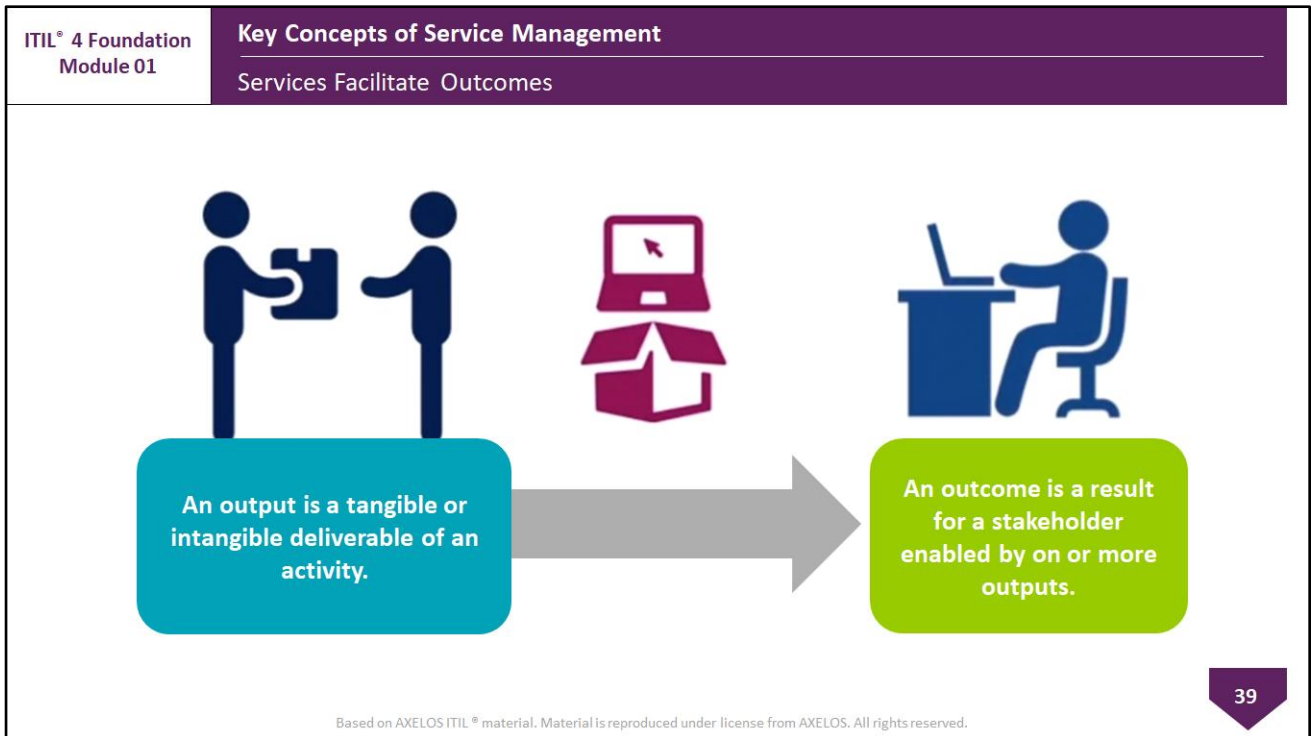 ITIL® 4 Foundation
Module 01
Key Concepts of Service Management
Services Facilitate Outcomes
An output is a tangible or
intangible deliverable of an
activity.
An outcome is a result
for a stakeholder
enabled by on or more
outputs.
39
Based on AXELOS ITIL ® material. Material is reproduced under license from AXELOS. All rights reserved.